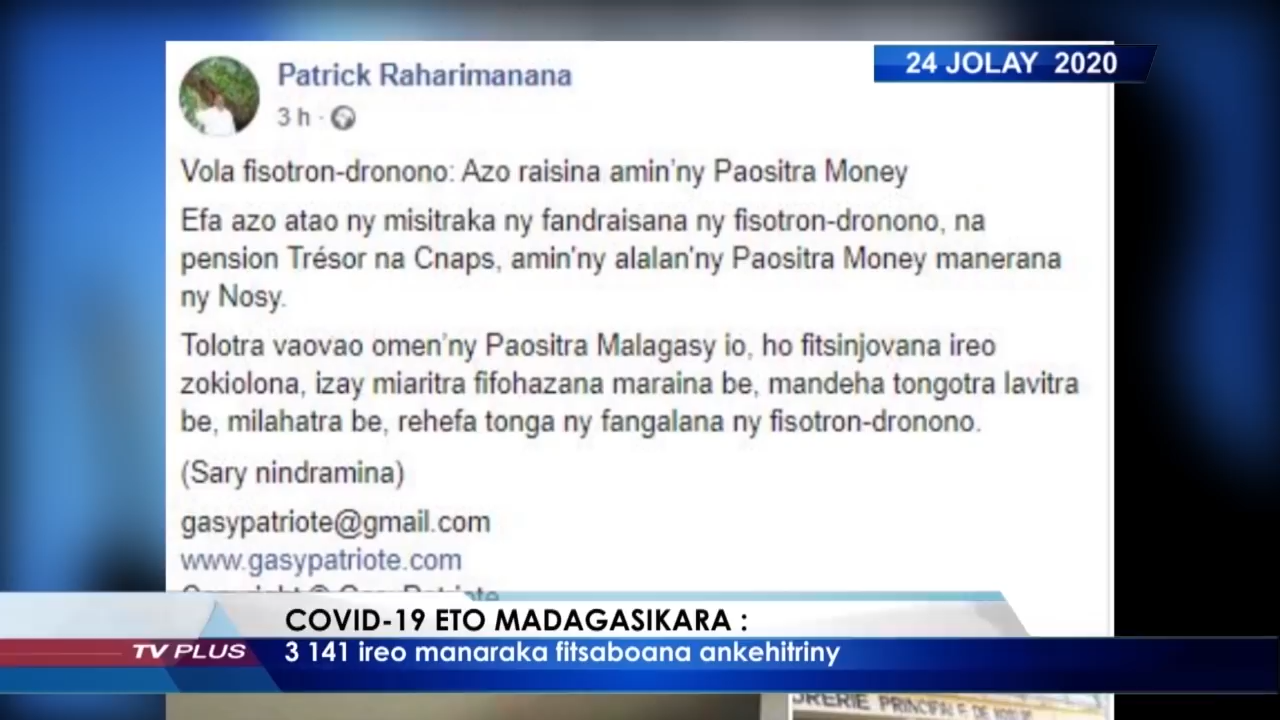 24 JOLAY 2020
Patrick Raharimanana
3 h ·
Vola fisotron-dronono: Azo raisina amin'ny Paositra Money
Efa azo atao ny misitraka ny fandraisana ny fisotron-dronono, na
pension Trésor na Cnaps, amin'ny alalan'ny Paositra Money manerana
ny Nosy.
Tolotra vaovao omen'ny Paositra Malagasy io, ho fitsinjovana ireo
zokiolona, izay miaritra fifohazana maraina be, mandeha tongotra lavitra
be, milahatra be, rehefa tonga ny fangalana ny fisotron-dronono.
(Sary nindramina)
gasypatriote@gmail.com
www.gasypatriote.com
COVID-19 ETO MADAGASIKARA :
TV PLUS
3 141 ireo manaraka fitsaboana ankehitriny